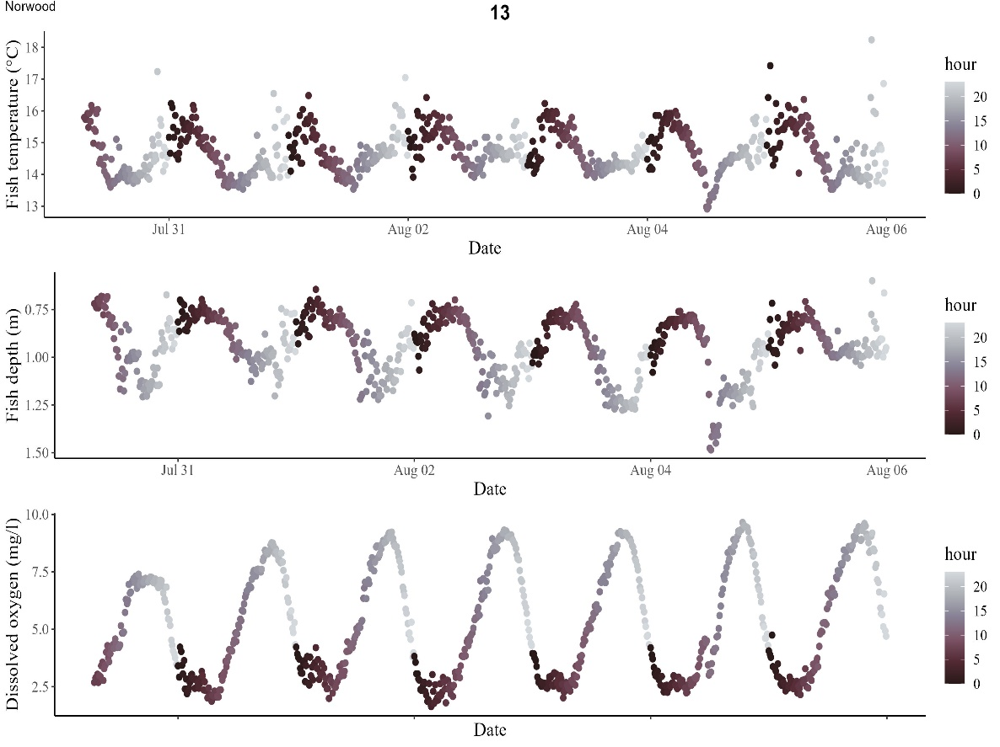 Norwood
13
Fish temperature (°C)
18
17
16
15
14
13
Jul 31
Aug 02
Aug 04
Aug 06
Date
hour
20
15
10
5
0
Fish depth (m)
0.75
1.00
1.25
1.50
Jul 31
Aug 02
Aug 04
Aug 06
Date
hour
20
15
10
5
0
Dissolved oxygen (mg/l)
10.0
7.5
5.0
2.5
Date
hour
20
15
10
5
0